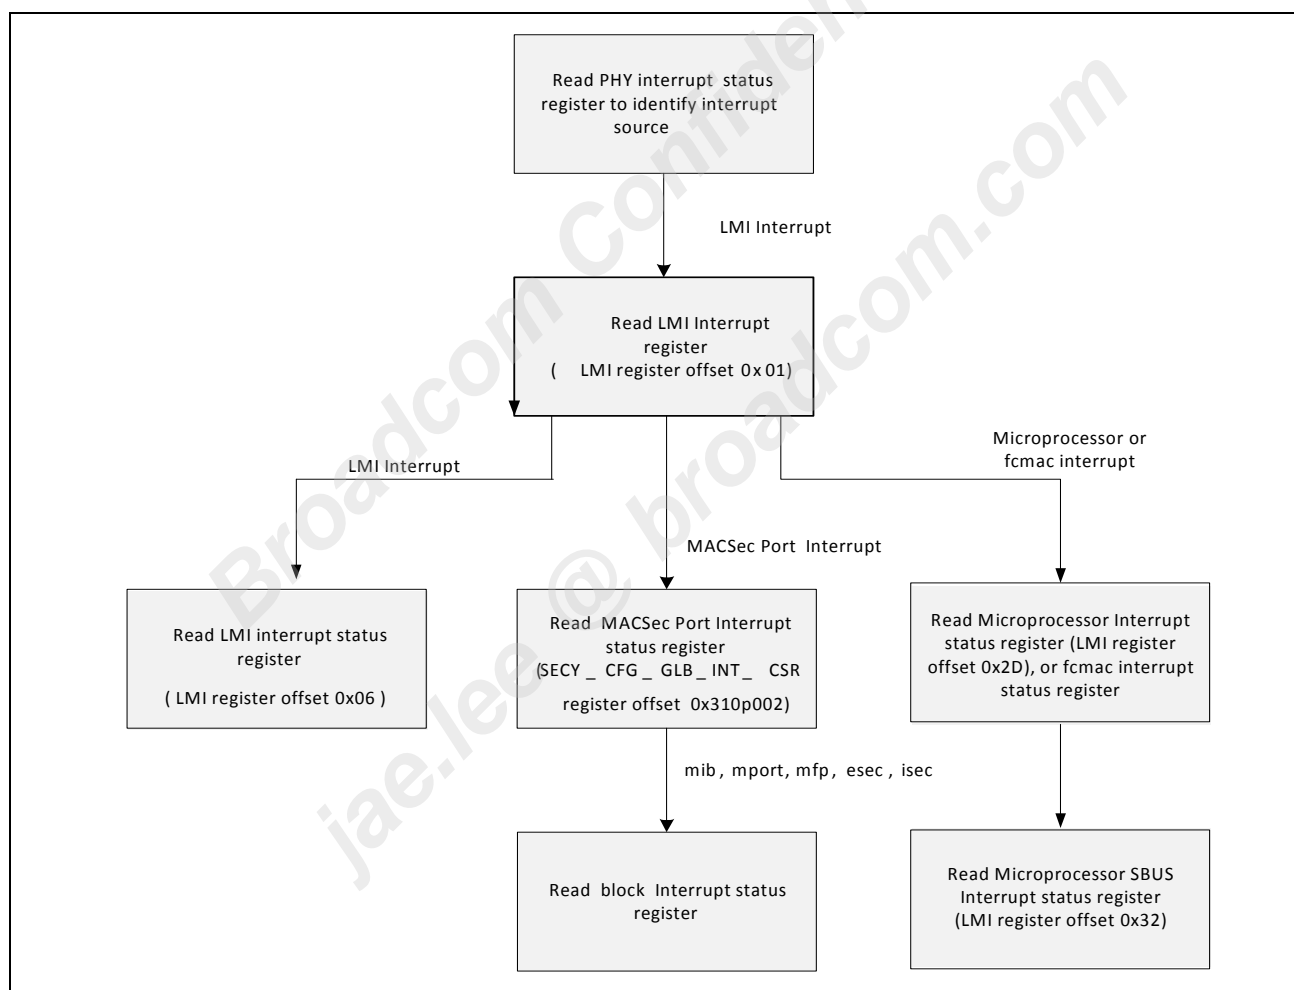 Read PHY interrupt status
register to identify interrupt
source
LMI Interrupt
Read LMI Interrupt
register
( LMI register offset 0x01)
LMI Interrupt
Microprocessor or
fcmac interrupt
MACSec Port Interrupt
Read LMI interrupt status
register
( LMI register offset 0x06 )
Read MACSec Port Interrupt
status register
(SECY _ CFG _ GLB _ INT _ CSR
register offset 0x310p002)
Read Microprocessor Interrupt
status register (LMI register
offset 0x2D), or fcmac interrupt
status register
mib , mport, mfp, esec , isec
Read block Interrupt status
register
Read Microprocessor SBUS
Interrupt status register
(LMI register offset 0x32)
Broadcom Confiden
jae.lee @ broadcom.com